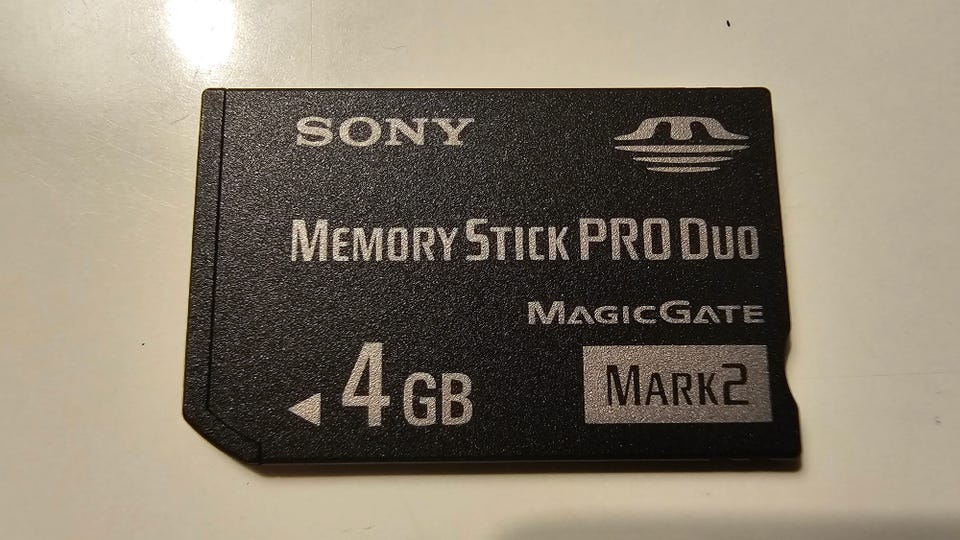 SONY
MEMORY STICK PRO DUO
MAGICGATE
4 GB
MARK2